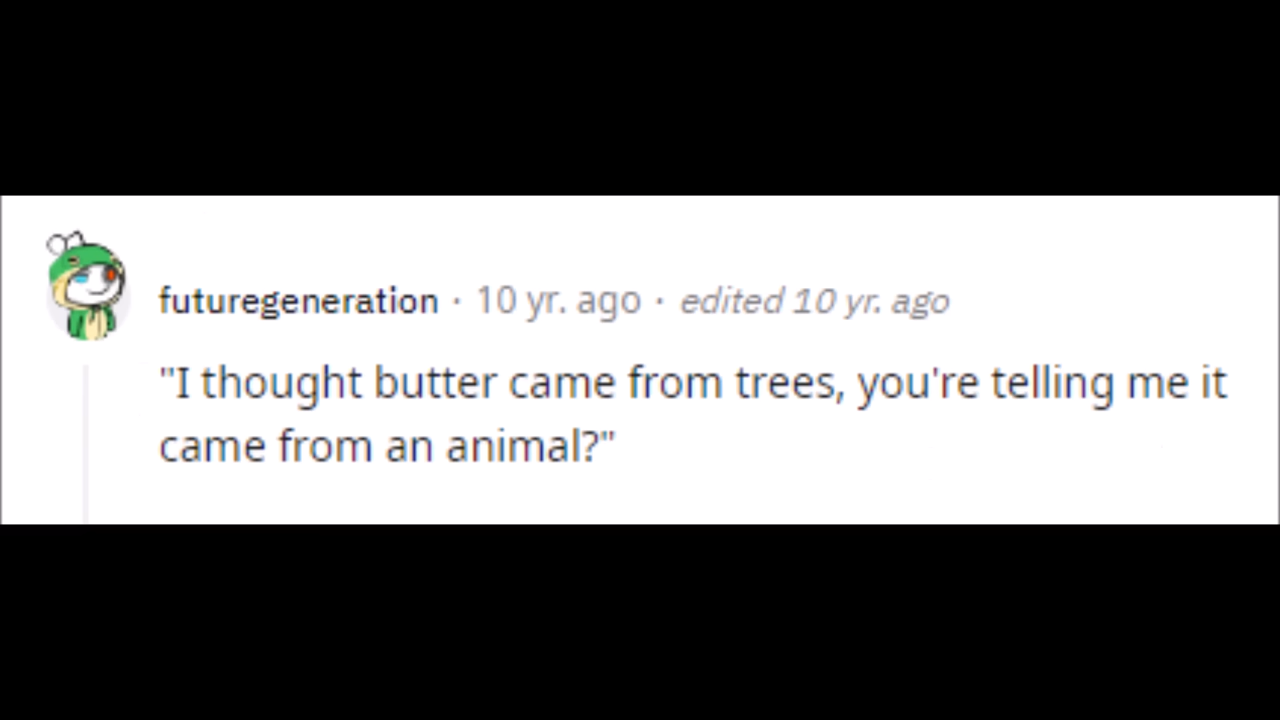 futuregeneration · 10 yr. ago · edited 10 yr. ago
"I thought butter came from trees, you're telling me it
came from an animal?"